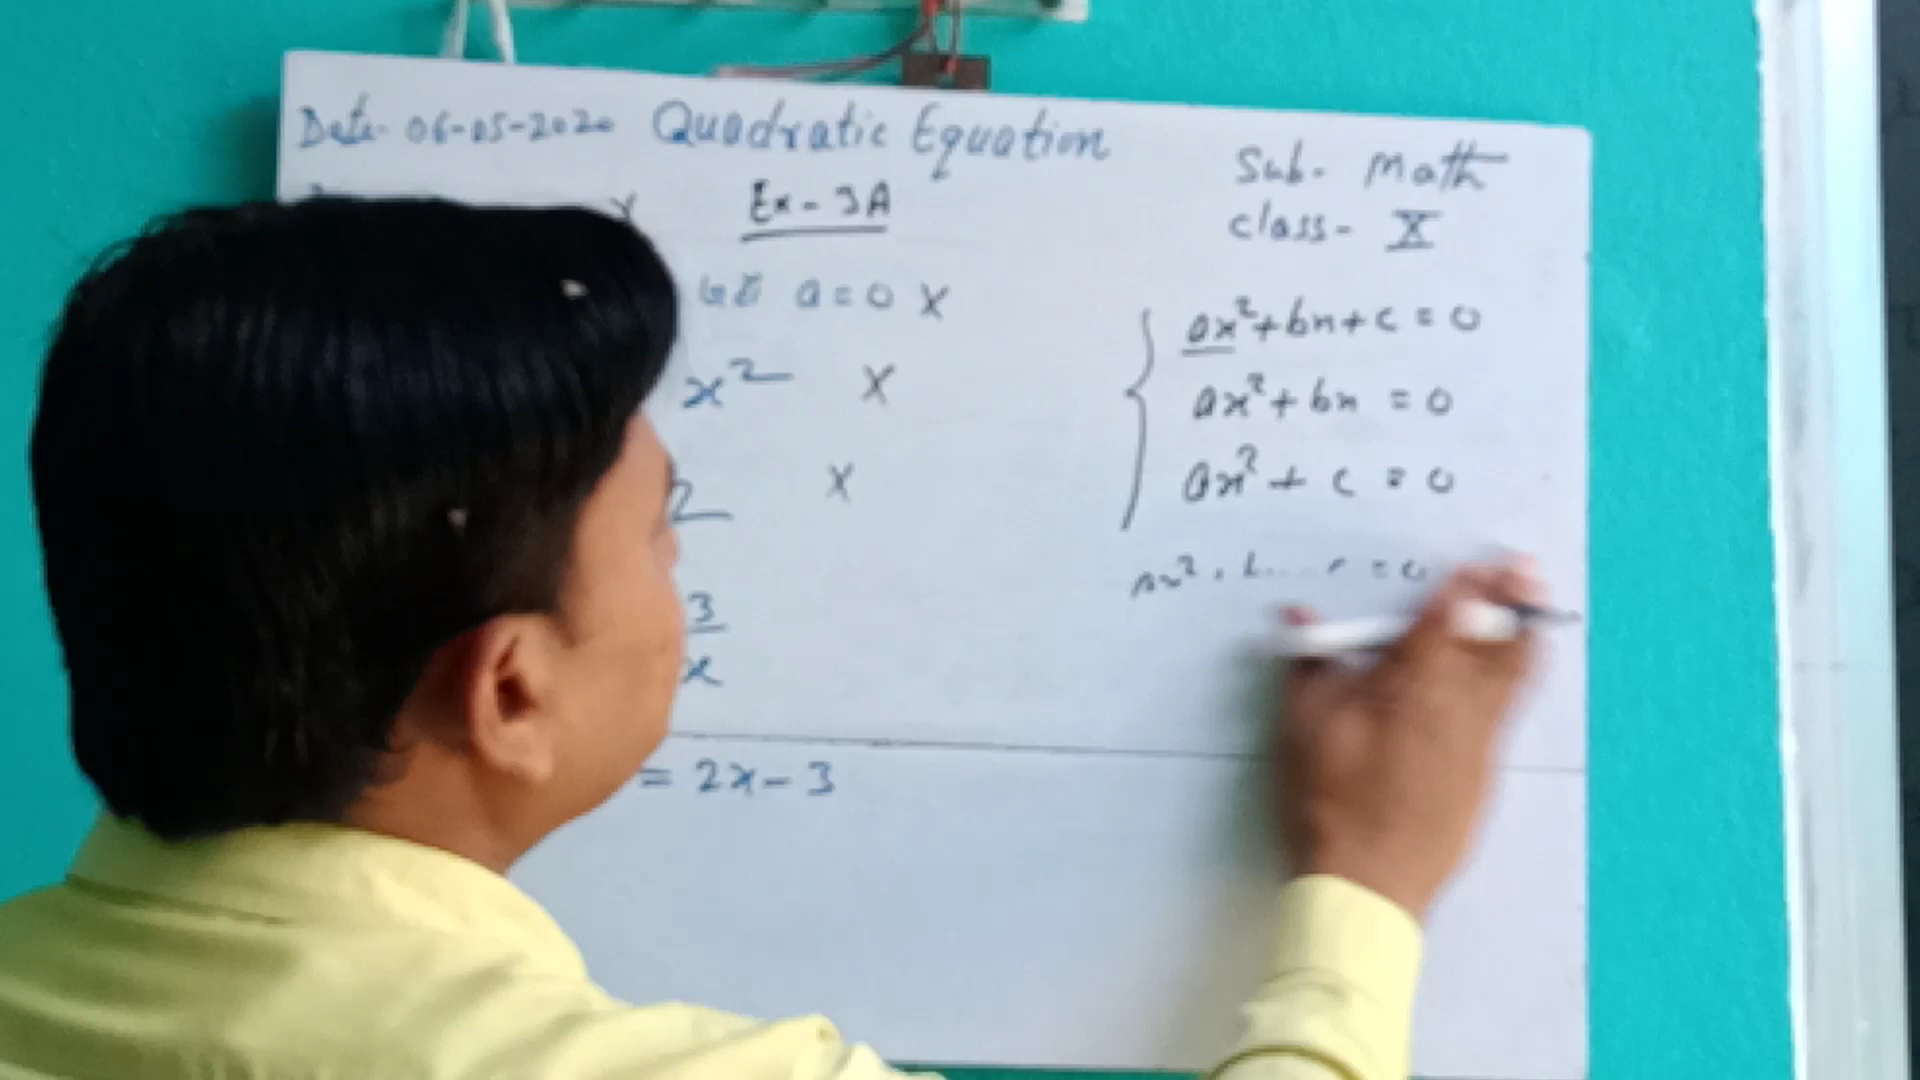 Date- 06-05-2020 Quadratic Equation
Sub- Math
Ex-3A
class- X
a=0 X
ax²+bx+c=0
x² X
ax²+bx=0
2 X
ax²+c=0
3
x
= 2x-3